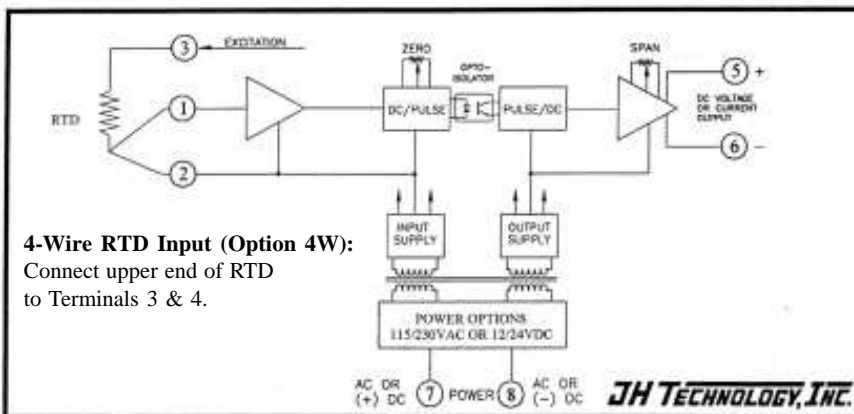 3
EXCITATION
ZERO
OPTO-
ISOLATOR
SPAN
5 +
RTD
1
DC/PULSE
PULSE/DC
DC VOLTAGE
OR CURRENT
OUTPUT
6 –
2
4-Wire RTD Input (Option 4W):
Connect upper end of RTD
to Terminals 3 & 4.
INPUT
SUPPLY
OUTPUT
SUPPLY
POWER OPTIONS
115/230VAC OR 12/24VDC
AC OR
(+) DC
7
POWER
8
AC OR
(–) DC
JH TECHNOLOGY, INC.